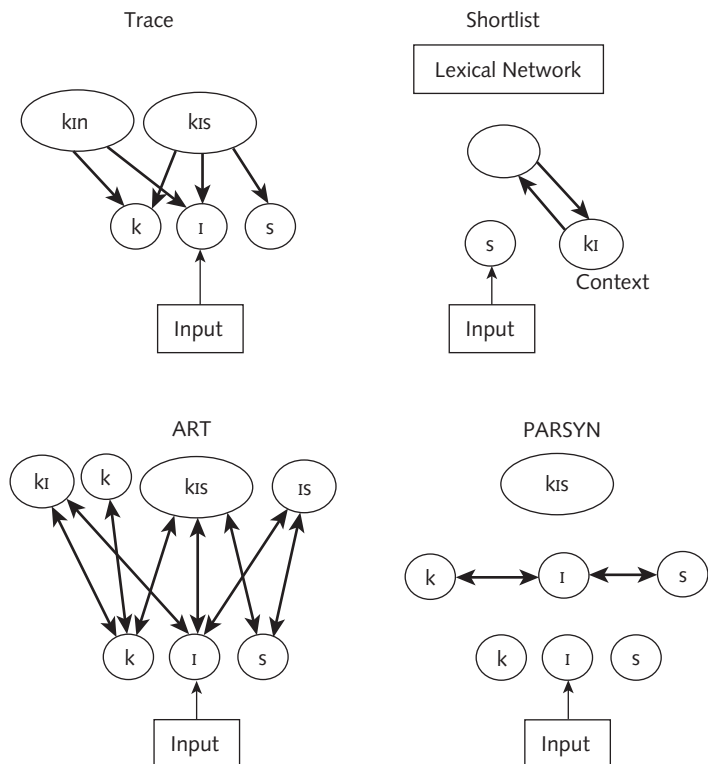 Trace
kɪn kɪs
k ɪ s
Input
Shortlist
Lexical Network
s kɪ
Context
Input
ART
kɪ k kɪs ɪs
k ɪ s
Input
PARSYN
kɪs
k ɪ s
k ɪ s
Input